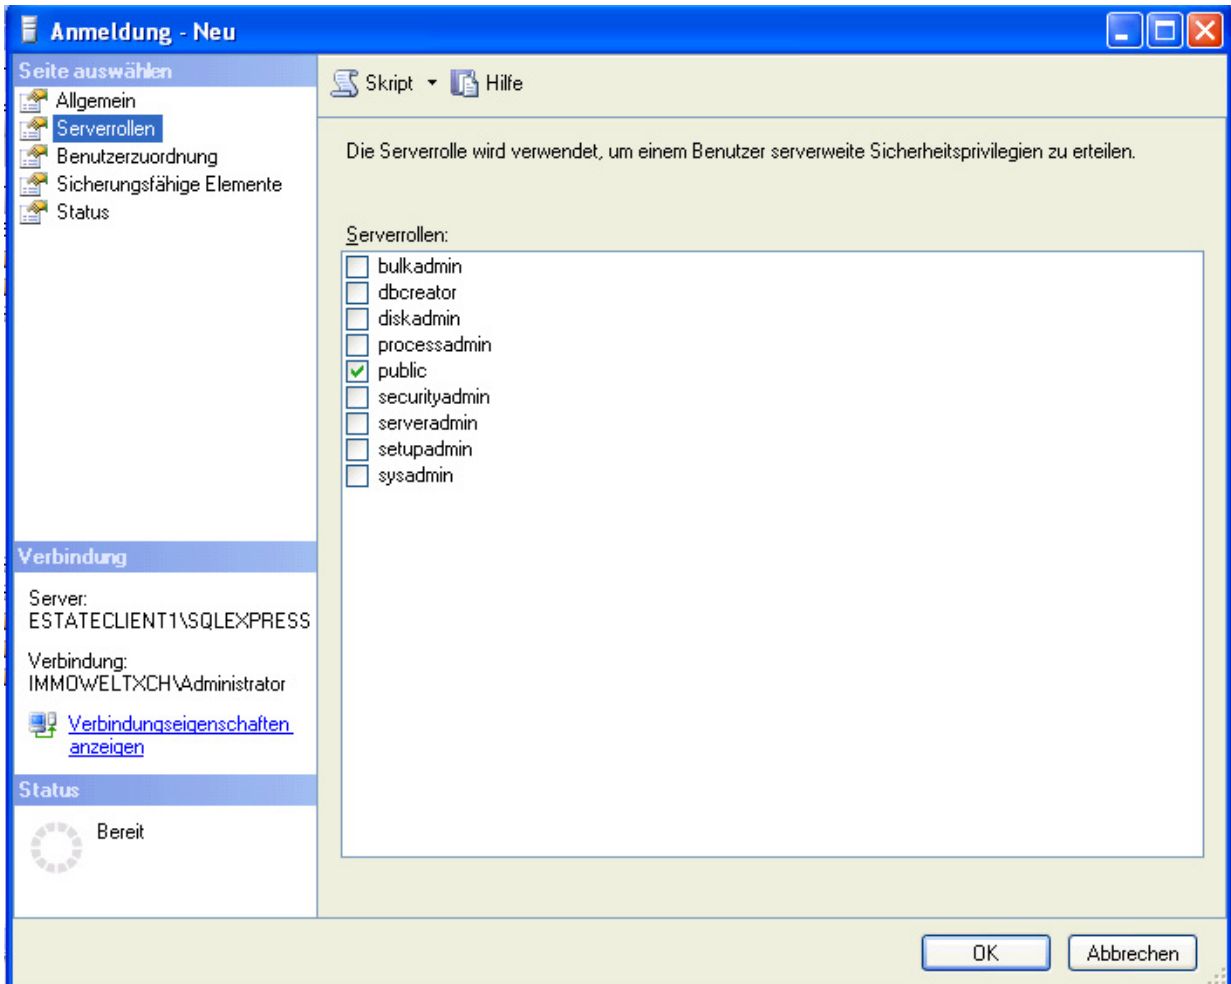 Anmeldung - Neu
Seite auswählen
Allgemein
Serverrollen
Benutzerzuordnung
Sicherungsfähige Elemente
Status
Skript
Hilfe
Die Serverrolle wird verwendet, um einem Benutzer serverweite Sicherheitsprivilegien zu erteilen.
Serverrollen:
bulkadmin
dbcreator
diskadmin
processadmin
public
securityadmin
serveradmin
setupadmin
sysadmin
Verbindung
Server:
ESTATECLIENT1\SQLEXPRESS
Verbindung:
IMMOWELTXCH\Administrator
Verbindungseigenschaften
anzeigen
Status
Bereit
OK
Abbrechen